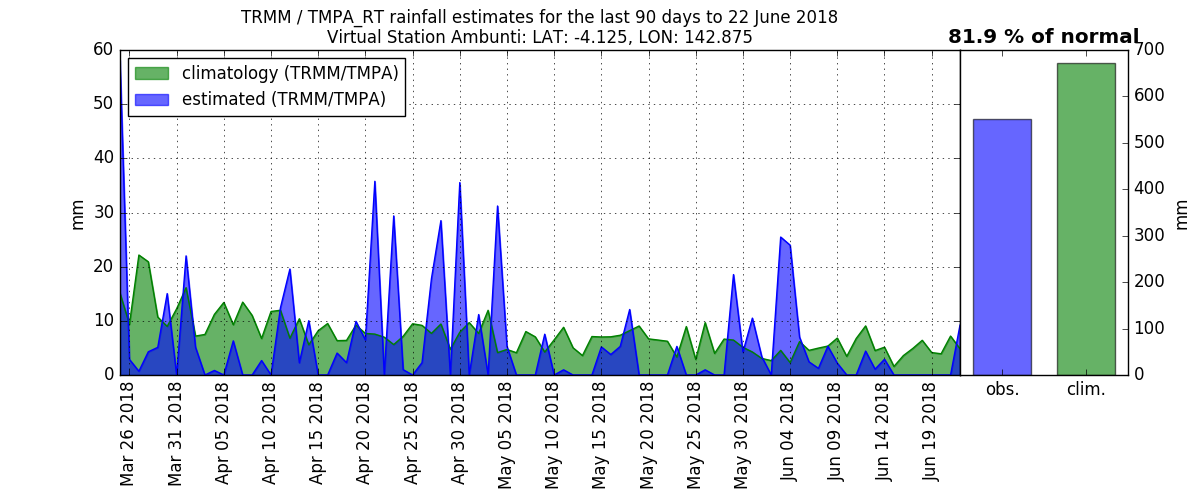 TRMM / TMPA_RT rainfall estimates for the last 90 days to 22 June 2018
Virtual Station Ambunti: LAT: -4.125, LON: 142.875
81.9 % of normal
climatology (TRMM/TMPA)
estimated (TRMM/TMPA)
60
50
40
30
20
10
0
mm
Mar 26 2018
Mar 31 2018
Apr 05 2018
Apr 10 2018
Apr 15 2018
Apr 20 2018
Apr 25 2018
Apr 30 2018
May 05 2018
May 10 2018
May 15 2018
May 20 2018
May 25 2018
May 30 2018
Jun 04 2018
Jun 09 2018
Jun 14 2018
Jun 19 2018
obs.
clim.
700
600
500
400
300
200
100
0
mm